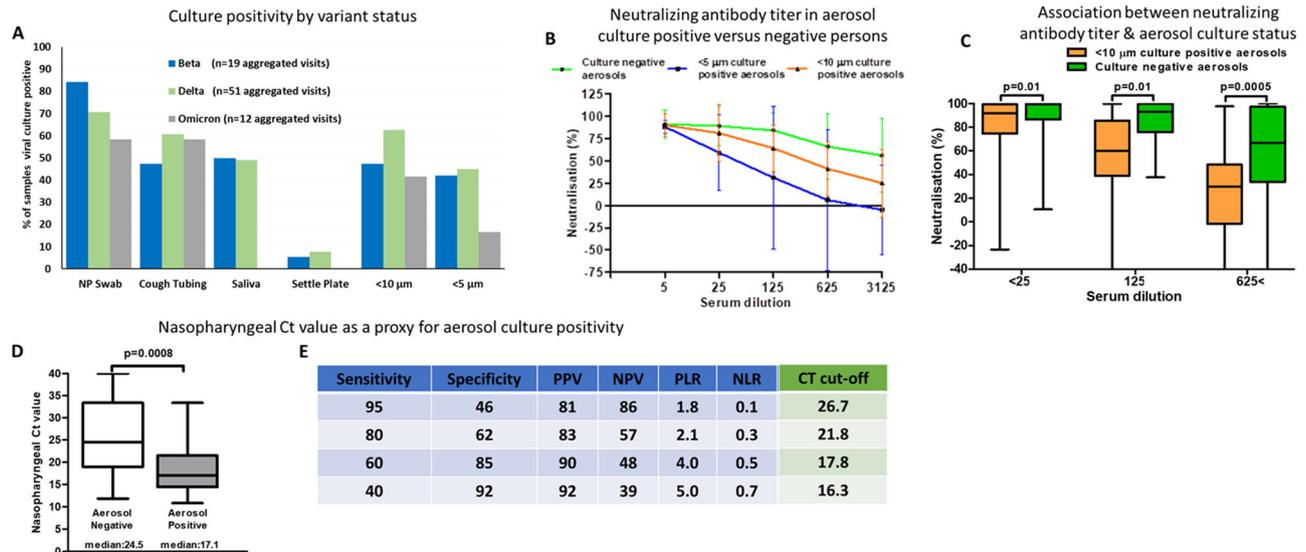 Culture positivity by variant status
A
100
90
80
70
60
50
40
30
20
10
0
% of samples viral culture positive
Beta (n=19 aggregated visits)
Delta (n=51 aggregated visits)
Omicron (n=12 aggregated visits)
NP Swab Cough Tubing Saliva Settle Plate <10 µm <5 µm
Neutralizing antibody titer in aerosol
culture positive versus negative persons
B
Culture negative aerosols
<5 µm culture positive aerosols
<10 µm culture positive aerosols
125
100
75
50
25
0
-25
-50
-75
Neutralisation (%)
5 25 125 625 3125
Serum dilution
Association between neutralizing
antibody titer & aerosol culture status
C
<10 µm culture positive aerosols
Culture negative aerosols
p=0.01 p=0.01 p=0.0005
100
80
60
40
20
0
-20
-40
Neutralisation (%)
<25 125 625<
Serum dilution
Nasopharyngeal Ct value as a proxy for aerosol culture positivity
D
p=0.0008
40
35
30
25
20
15
10
5
0
Nasopharyngeal Ct value
Aerosol Negative
Aerosol Positive
median:24.5 median:17.1
E
Sensitivity Specificity PPV NPV PLR NLR CT cut-off
95 46 81 86 1.8 0.1 26.7
80 62 83 57 2.1 0.3 21.8
60 85 90 48 4.0 0.5 17.8
40 92 92 39 5.0 0.7 16.3